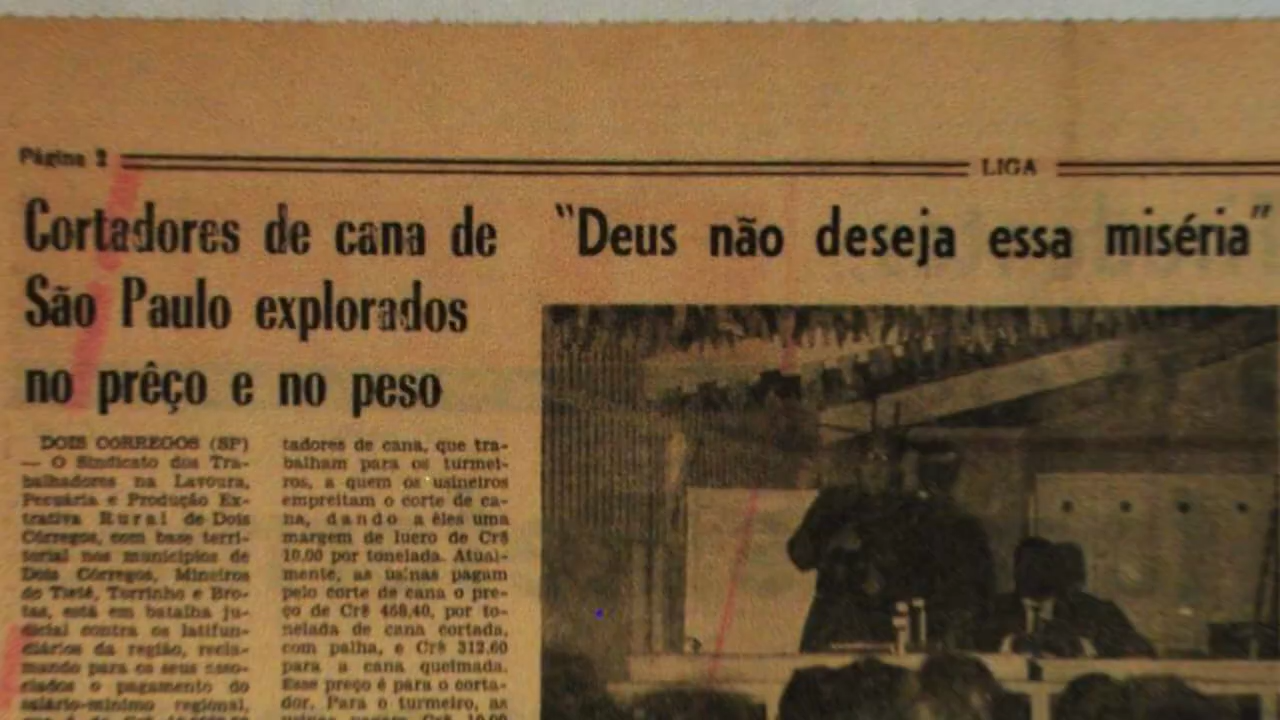 Página 2
LIGA
Cortadores de cana de
São Paulo explorados
no prêço e no peso
DOIS CORREGOS (SP)
— O Sindicato dos Tra-
balhadores na Lavoura,
Pecuária e Produção Ex-
trativa Rural de Dois
Córregos, com base terri-
torial nos municípios de
Dois Córregos, Mineiros
do Tietê, Torrinho e Bro-
tas, está em batalha ju-
dicial contra os latifun-
diários da região, recla-
mando para os seus asso-
ciados o pagamento do
salário-mínimo regional,
tadores de cana, que tra-
balham para os turmei-
ros, a quem os usineiros
empreitam o corte de ca-
na, dando a êles uma
margem de luero de Cr$
10,00 por tonelada. Atual-
mente, as usinas pagam
pelo corte de cana o pre-
ço de Cr$ 468,40, por to-
nelada de cana cortada,
com palha, e Cr$ 312,60
para a cana queimada.
Esse preço é para o corta-
dor. Para o turmeiro, as
usinas pagam Cr$ 10,00
"Deus não deseja essa miséria"